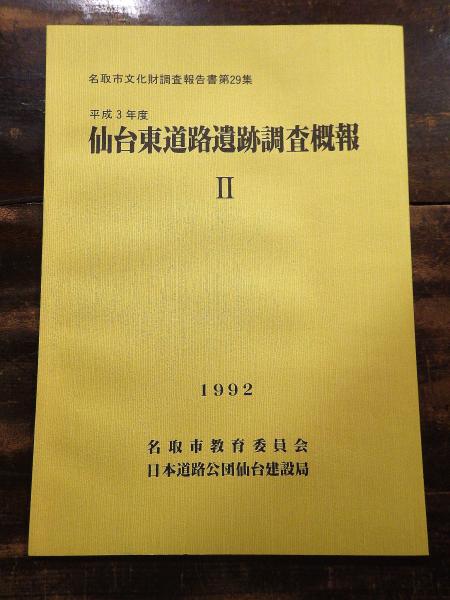 名取市文化財調査報告書第29集
平成3年度
仙台東道路遺跡調査概報
II
1992
名取市教育委員会
日本道路公団仙台建設局